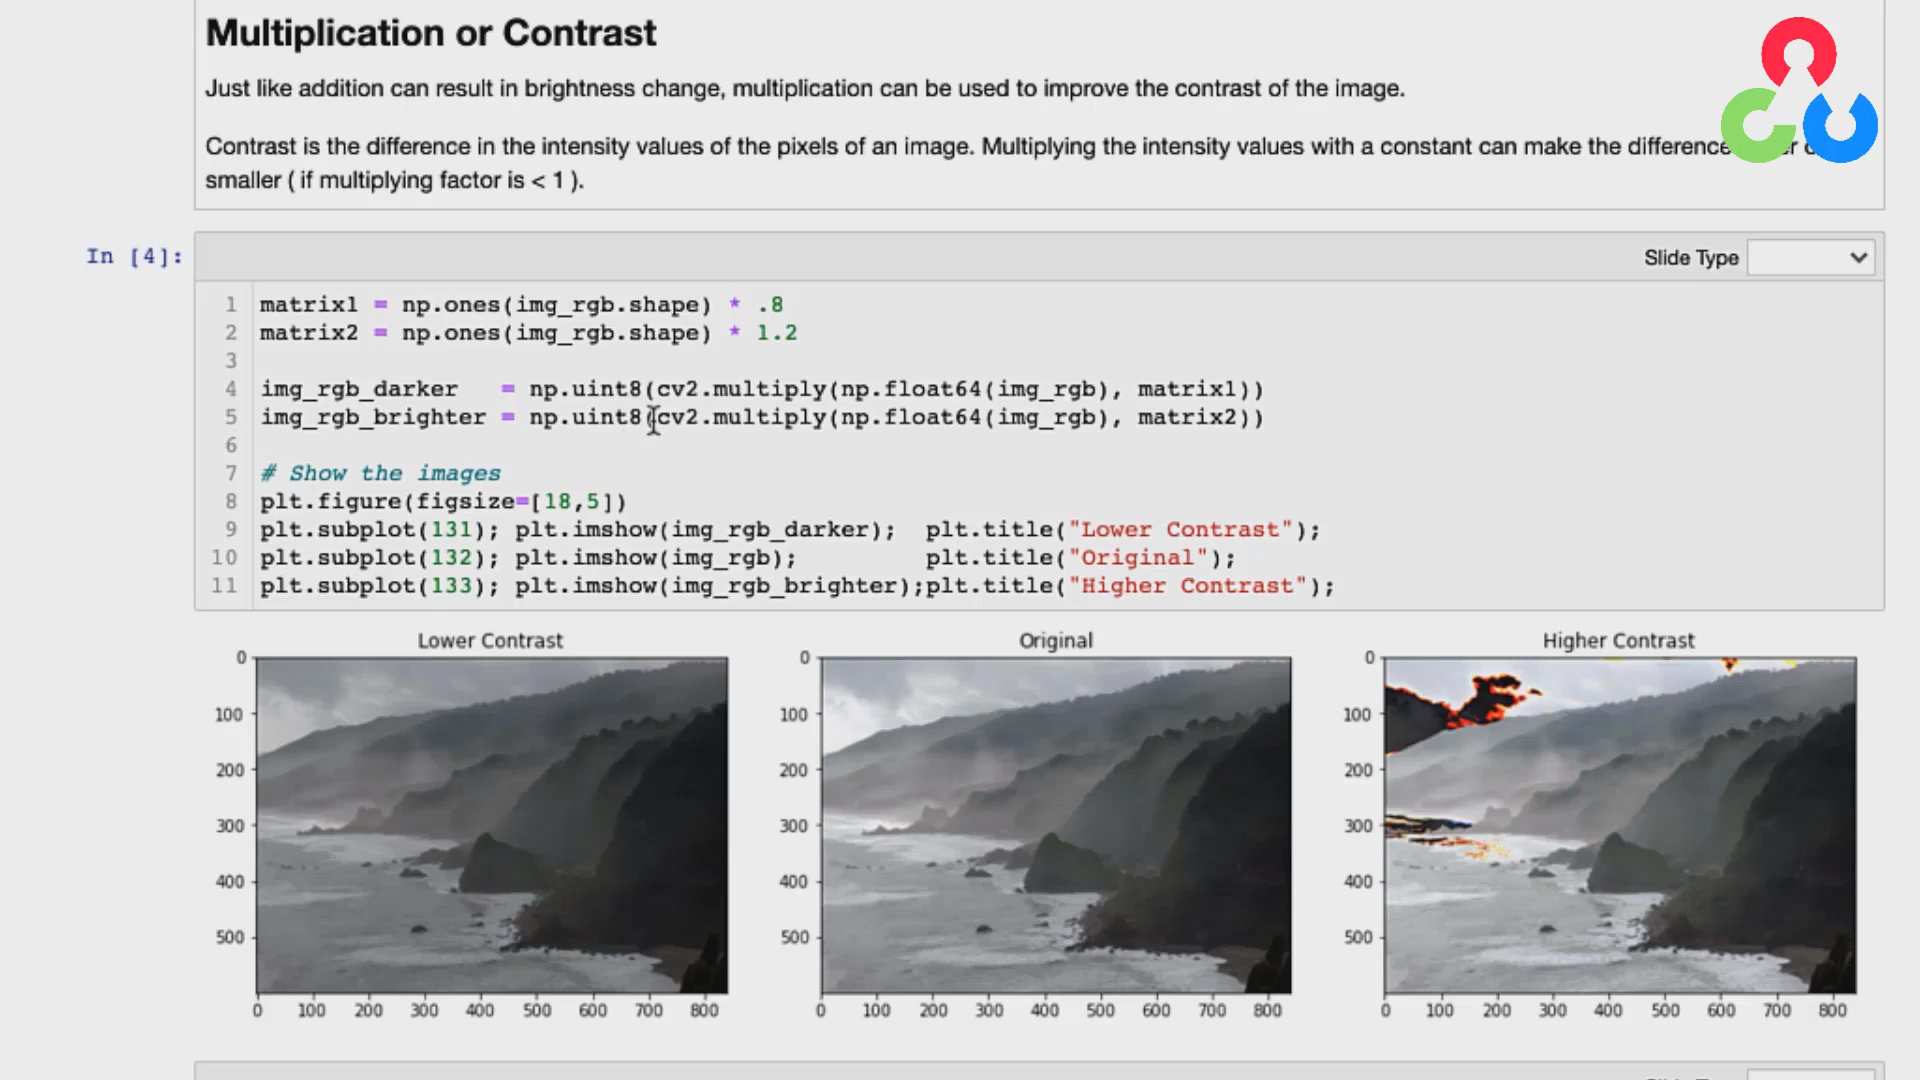 Multiplication or Contrast
Just like addition can result in brightness change, multiplication can be used to improve the contrast of the image.
Contrast is the difference in the intensity values of the pixels of an image. Multiplying the intensity values with a constant can make the difference
smaller ( if multiplying factor is < 1 ).
In [4]:
Slide Type
1 matrix1 = np.ones(img_rgb.shape) * .8
2 matrix2 = np.ones(img_rgb.shape) * 1.2
3
4 img_rgb_darker   = np.uint8(cv2.multiply(np.float64(img_rgb), matrix1))
5 img_rgb_brighter = np.uint8(cv2.multiply(np.float64(img_rgb), matrix2))
6
7 # Show the images
8 plt.figure(figsize=[18,5])
9 plt.subplot(131); plt.imshow(img_rgb_darker);  plt.title("Lower Contrast");
10 plt.subplot(132); plt.imshow(img_rgb);         plt.title("Original");
11 plt.subplot(133); plt.imshow(img_rgb_brighter);plt.title("Higher Contrast");
Lower Contrast
0
100
200
300
400
500
0 100 200 300 400 500 600 700 800
Original
0
100
200
300
400
500
0 100 200 300 400 500 600 700 800
Higher Contrast
0
100
200
300
400
500
0 100 200 300 400 500 600 700 800